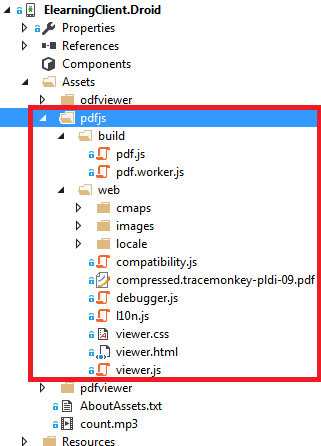 ElearningClient.Droid
Properties
References
Components
Assets
odfviewer
pdfjs
build
pdf.js
pdf.worker.js
web
cmaps
images
locale
compatibility.js
compressed.tracemonkey-pldi-09.pdf
debugger.js
l10n.js
viewer.css
viewer.html
viewer.js
pdfviewer
AboutAssets.txt
count.mp3
Resources